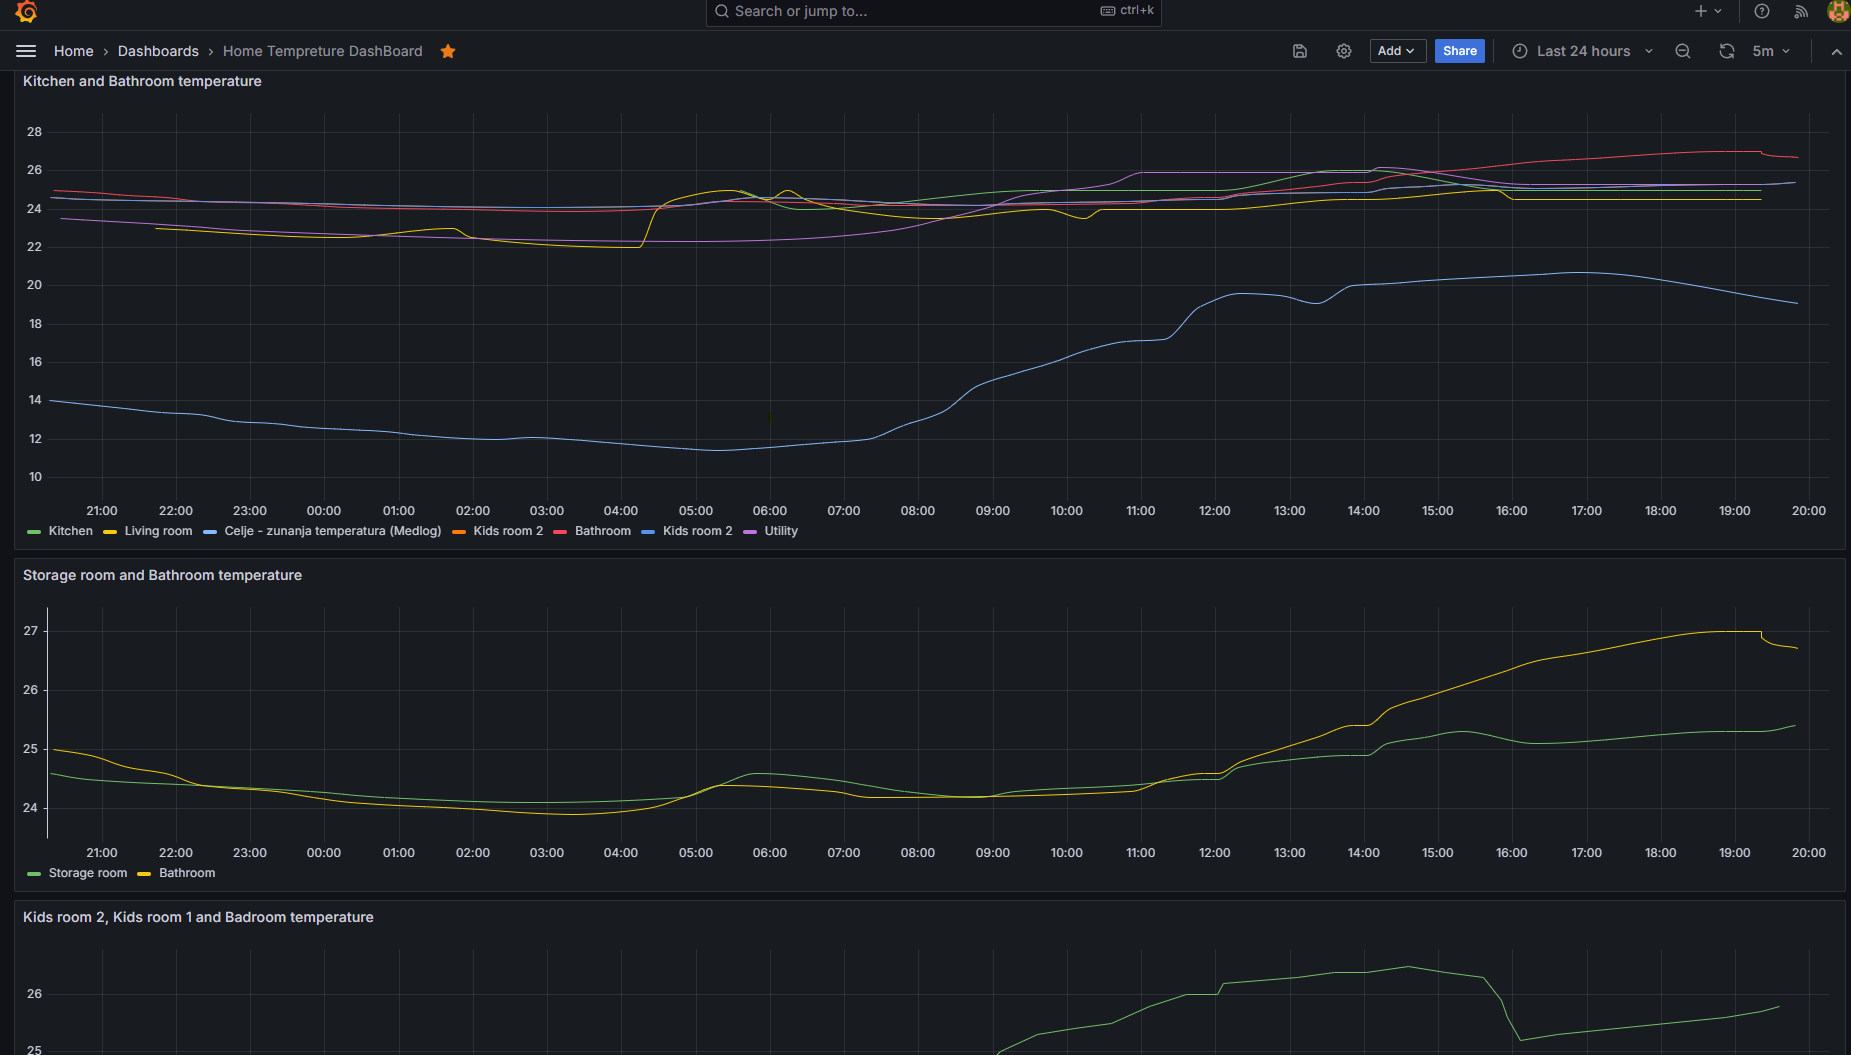 Search or jump to... ctrl+k
Home › Dashboards › Home Tempreture DashBoard Add Share Last 24 hours 5m
Kitchen and Bathroom temperature
28
26
24
22
20
18
16
14
12
10
21:00 22:00 23:00 00:00 01:00 02:00 03:00 04:00 05:00 06:00 07:00 08:00 09:00 10:00 11:00 12:00 13:00 14:00 15:00 16:00 17:00 18:00 19:00 20:00
Kitchen Living room Celje - zunanja temperatura (Medlog) Kids room 2 Bathroom Kids room 2 Utility
Storage room and Bathroom temperature
27
26
25
24
21:00 22:00 23:00 00:00 01:00 02:00 03:00 04:00 05:00 06:00 07:00 08:00 09:00 10:00 11:00 12:00 13:00 14:00 15:00 16:00 17:00 18:00 19:00 20:00
Storage room Bathroom
Kids room 2, Kids room 1 and Badroom temperature
26
25